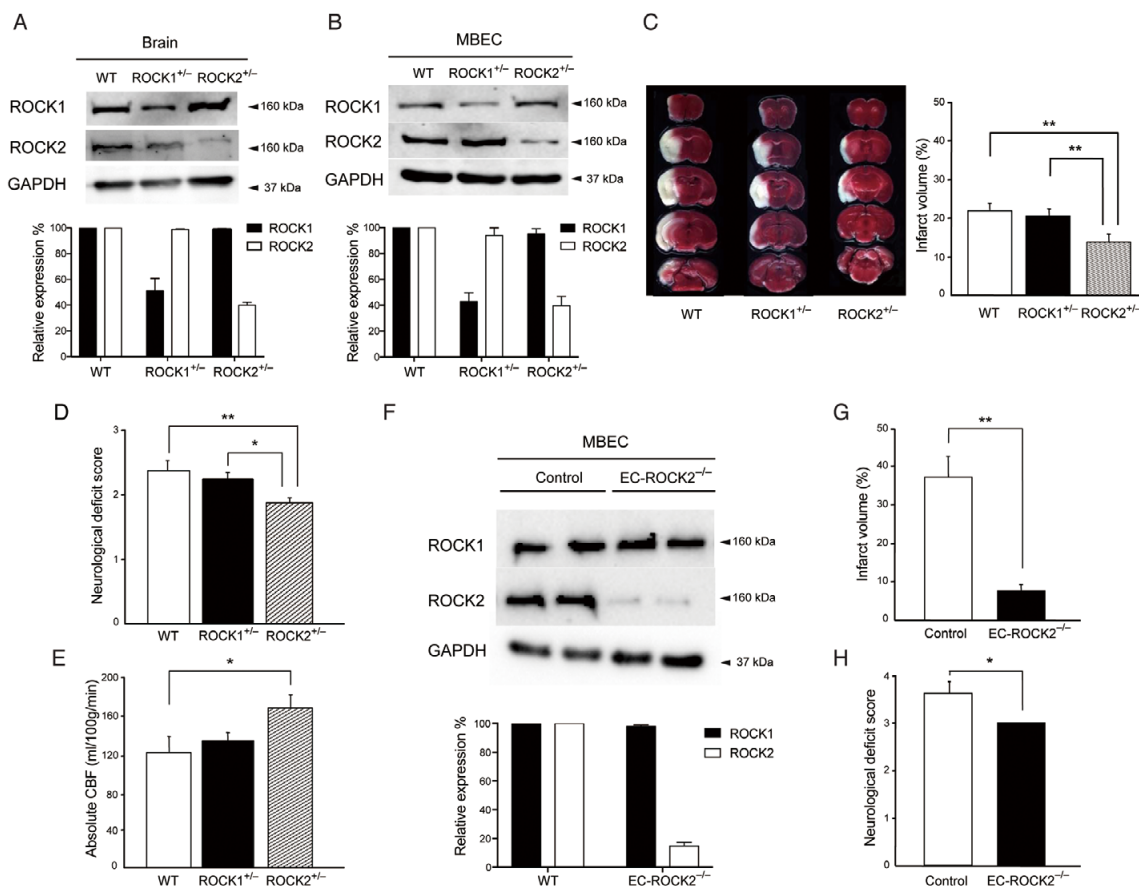 A
Brain
WT ROCK1+/– ROCK2+/–
ROCK1
160 kDa
ROCK2
160 kDa
GAPDH
37 kDa
Relative expression %
100
80
60
40
20
0
ROCK1
ROCK2
WT ROCK1+/– ROCK2+/–
B
MBEC
WT ROCK1+/– ROCK2+/–
ROCK1
160 kDa
ROCK2
160 kDa
GAPDH
37 kDa
Relative expression %
100
80
60
40
20
0
ROCK1
ROCK2
WT ROCK1+/– ROCK2+/–
C
WT ROCK1+/– ROCK2+/–
Infarct volume (%)
50
40
30
20
10
0
**
**
WT ROCK1+/– ROCK2+/–
D
Neurological deficit score
3
2
1
0
**
*
WT ROCK1+/– ROCK2+/–
E
Absolute CBF (ml/100g/min)
200
160
120
80
40
0
*
WT ROCK1+/– ROCK2+/–
F
MBEC
Control EC-ROCK2–/–
ROCK1
160 kDa
ROCK2
160 kDa
GAPDH
37 kDa
Relative expression %
100
80
60
40
20
0
ROCK1
ROCK2
WT EC-ROCK2–/–
G
Infarct volume (%)
50
40
30
20
10
0
**
Control EC-ROCK2–/–
H
Neurological deficit score
4
3
2
1
0
*
Control EC-ROCK2–/–